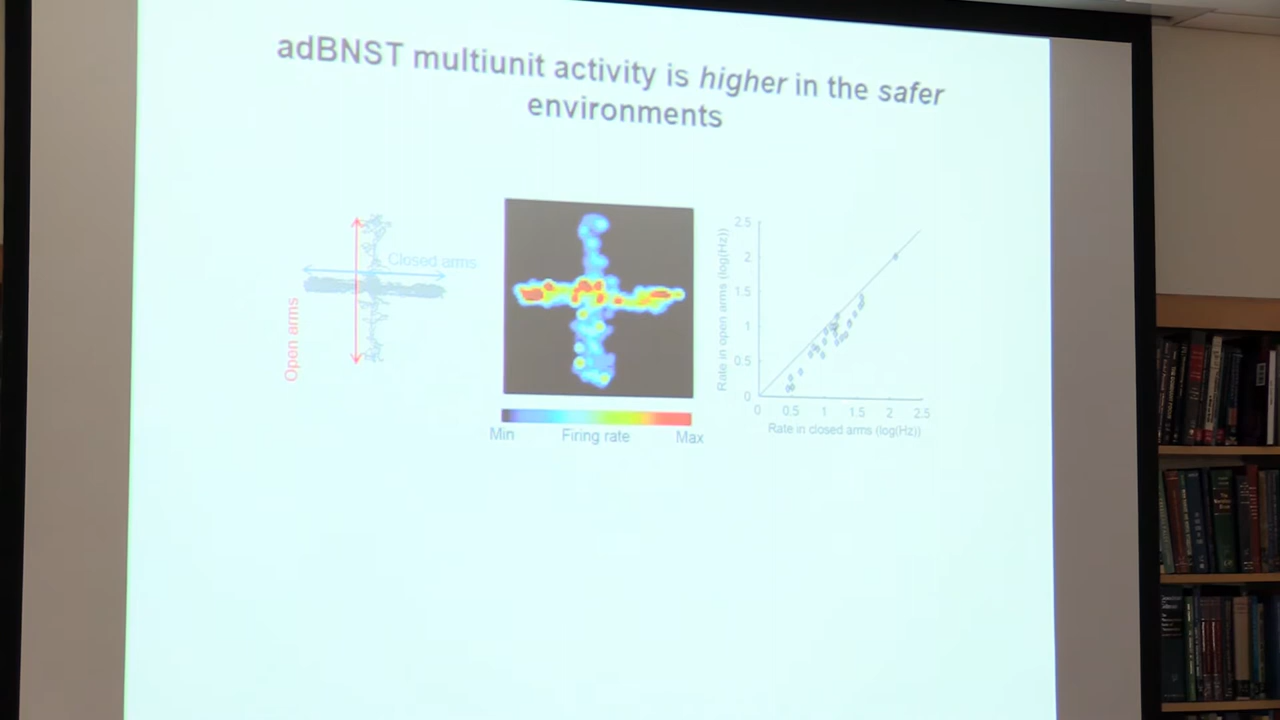 adBNST multiunit activity is higher in the safer
environments
Closed arms
Open arms
Min
Firing rate
Max
Rate in open arms (log(Hz))
2.5
2
1.5
1
0.5
0
0
0.5
1
1.5
2
2.5
Rate in closed arms (log(Hz))